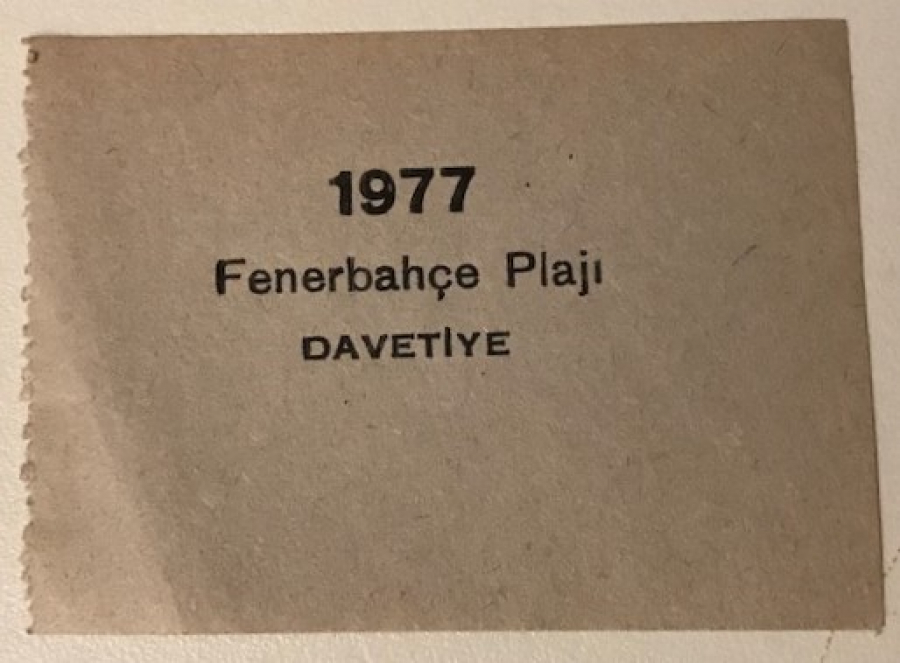 1977
Fenerbahçe Plajı
DAVETİYE